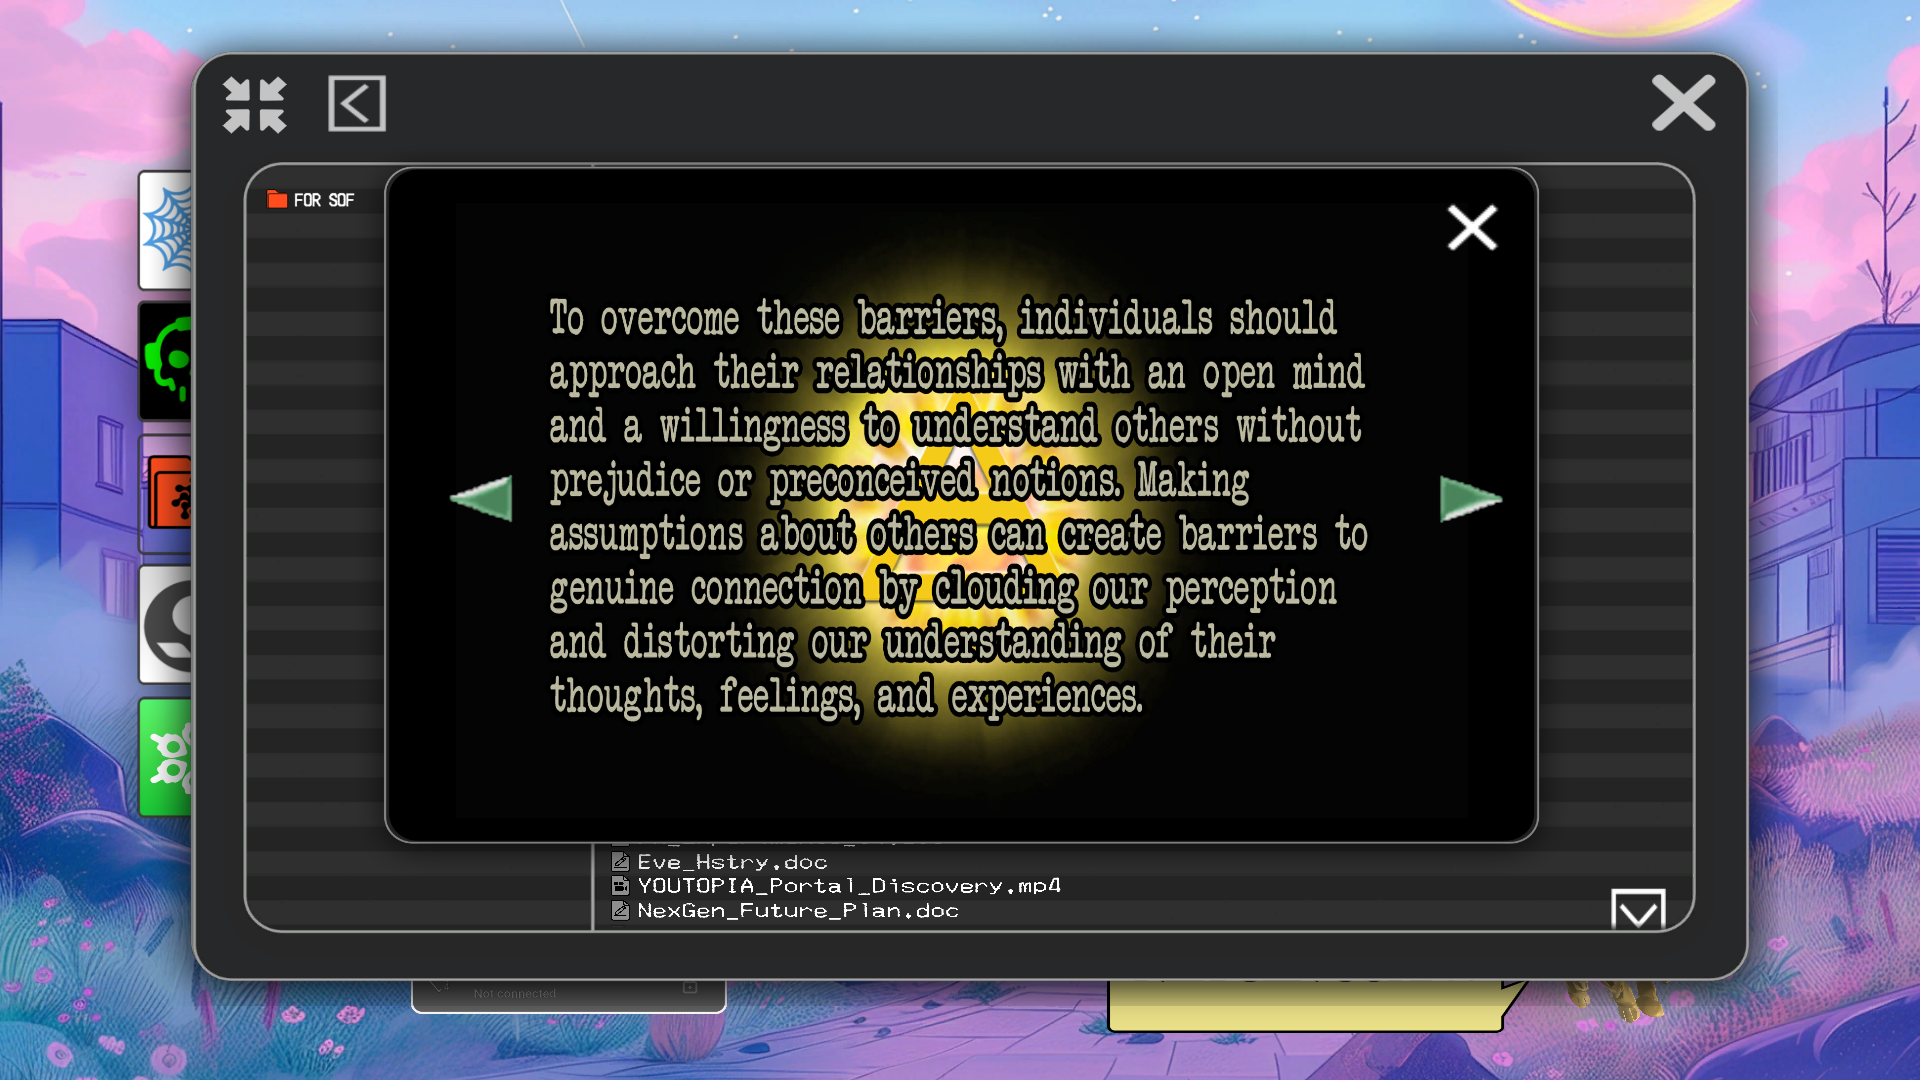 FOR SOF
To overcome these barriers, individuals should
approach their relationships with an open mind
and a willingness to understand others without
prejudice or preconceived notions. Making
assumptions about others can create barriers to
genuine connection by clouding our perception
and distorting our understanding of their
thoughts, feelings, and experiences.
Eve_Hstry.doc
YOUTOPIA_Portal_Discovery.mp4
NexGen_Future_Plan.doc
Not connected